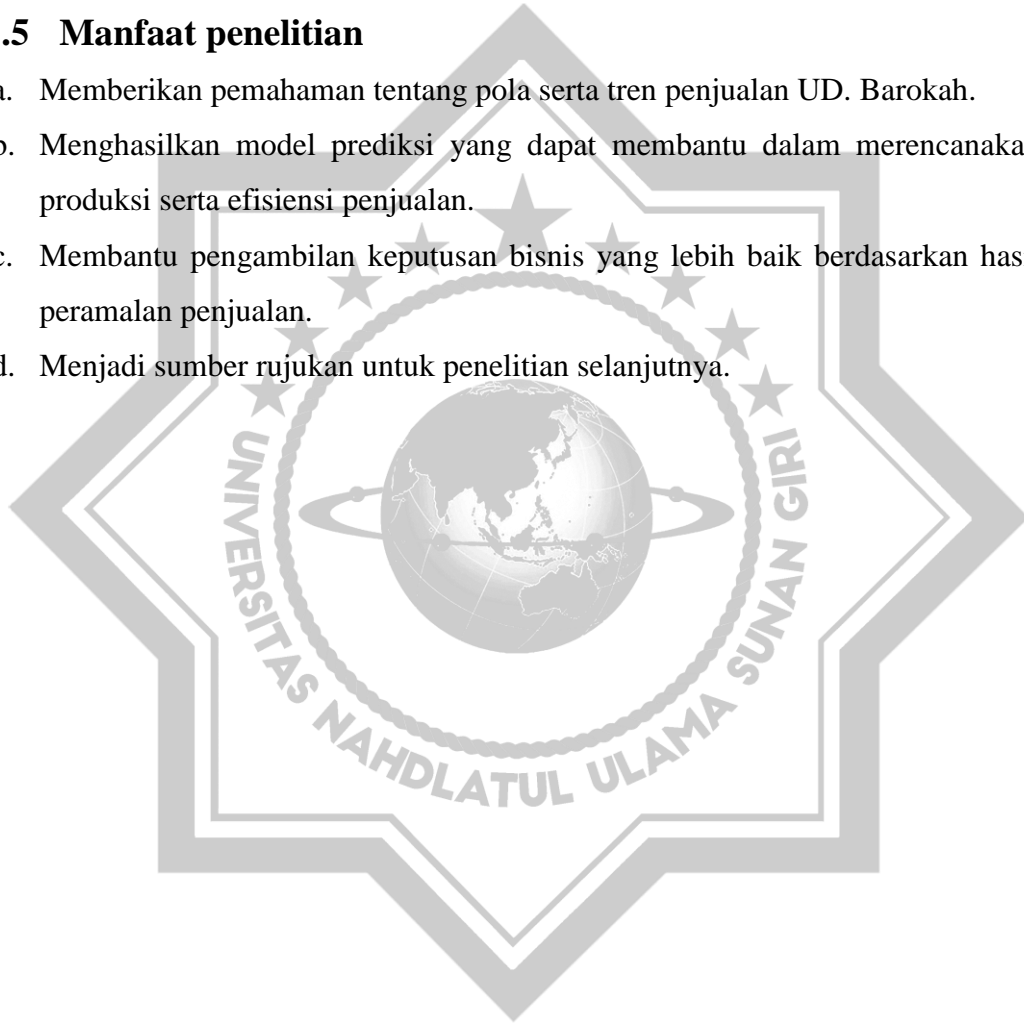 .5 Manfaat penelitian
a. Memberikan pemahaman tentang pola serta tren penjualan UD. Barokah.
b. Menghasilkan model prediksi yang dapat membantu dalam merencanaka
produksi serta efisiensi penjualan.
c. Membantu pengambilan keputusan bisnis yang lebih baik berdasarkan has
peramalan penjualan.
d. Menjadi sumber rujukan untuk penelitian selanjutnya.
UNIVERSITAS NAHDLATUL ULAMA SUNAN GIRI